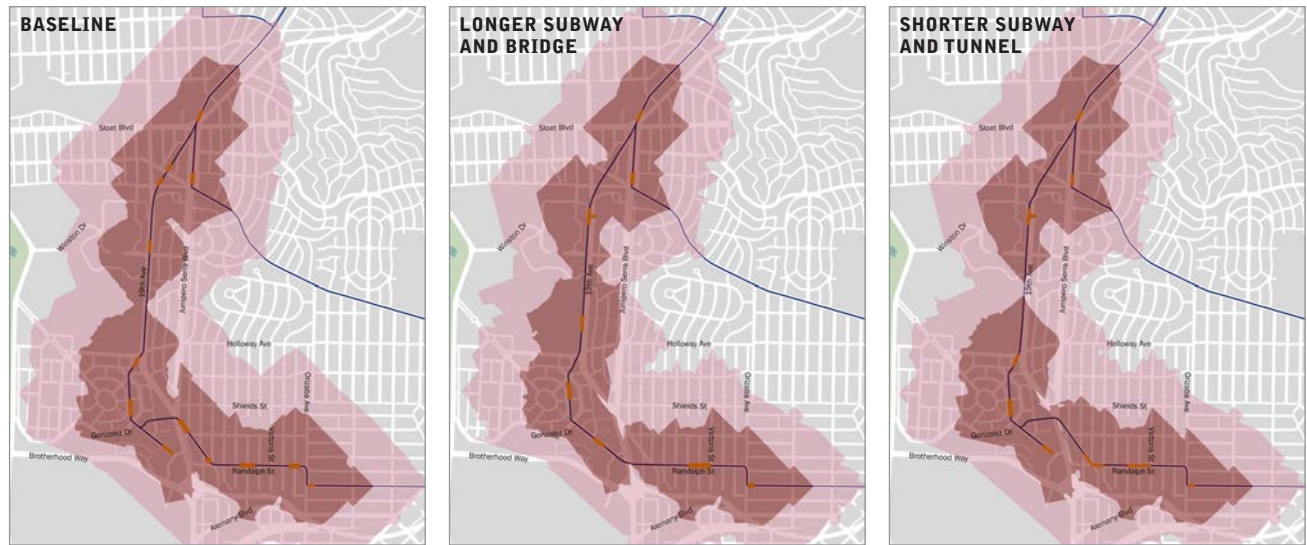 BASELINE
Sloat Blvd
Winston Dr
19th Ave
Junipero Serra Blvd
Holloway Ave
Orizaba Ave
Shields St
Victoria St
Gonzalez Dr
Brotherhood Way
Randolph St
Alemany Blvd
LONGER SUBWAY
AND BRIDGE
Sloat Blvd
Winston Dr
19th Ave
Junipero Serra Blvd
Holloway Ave
Orizaba Ave
Shields St
Victoria St
Gonzalez Dr
Brotherhood Way
Randolph St
Alemany Blvd
SHORTER SUBWAY
AND TUNNEL
Sloat Blvd
Winston Dr
19th Ave
Junipero Serra Blvd
Holloway Ave
Orizaba Ave
Shields St
Victoria St
Gonzalez Dr
Brotherhood Way
Randolph St
Alemany Blvd